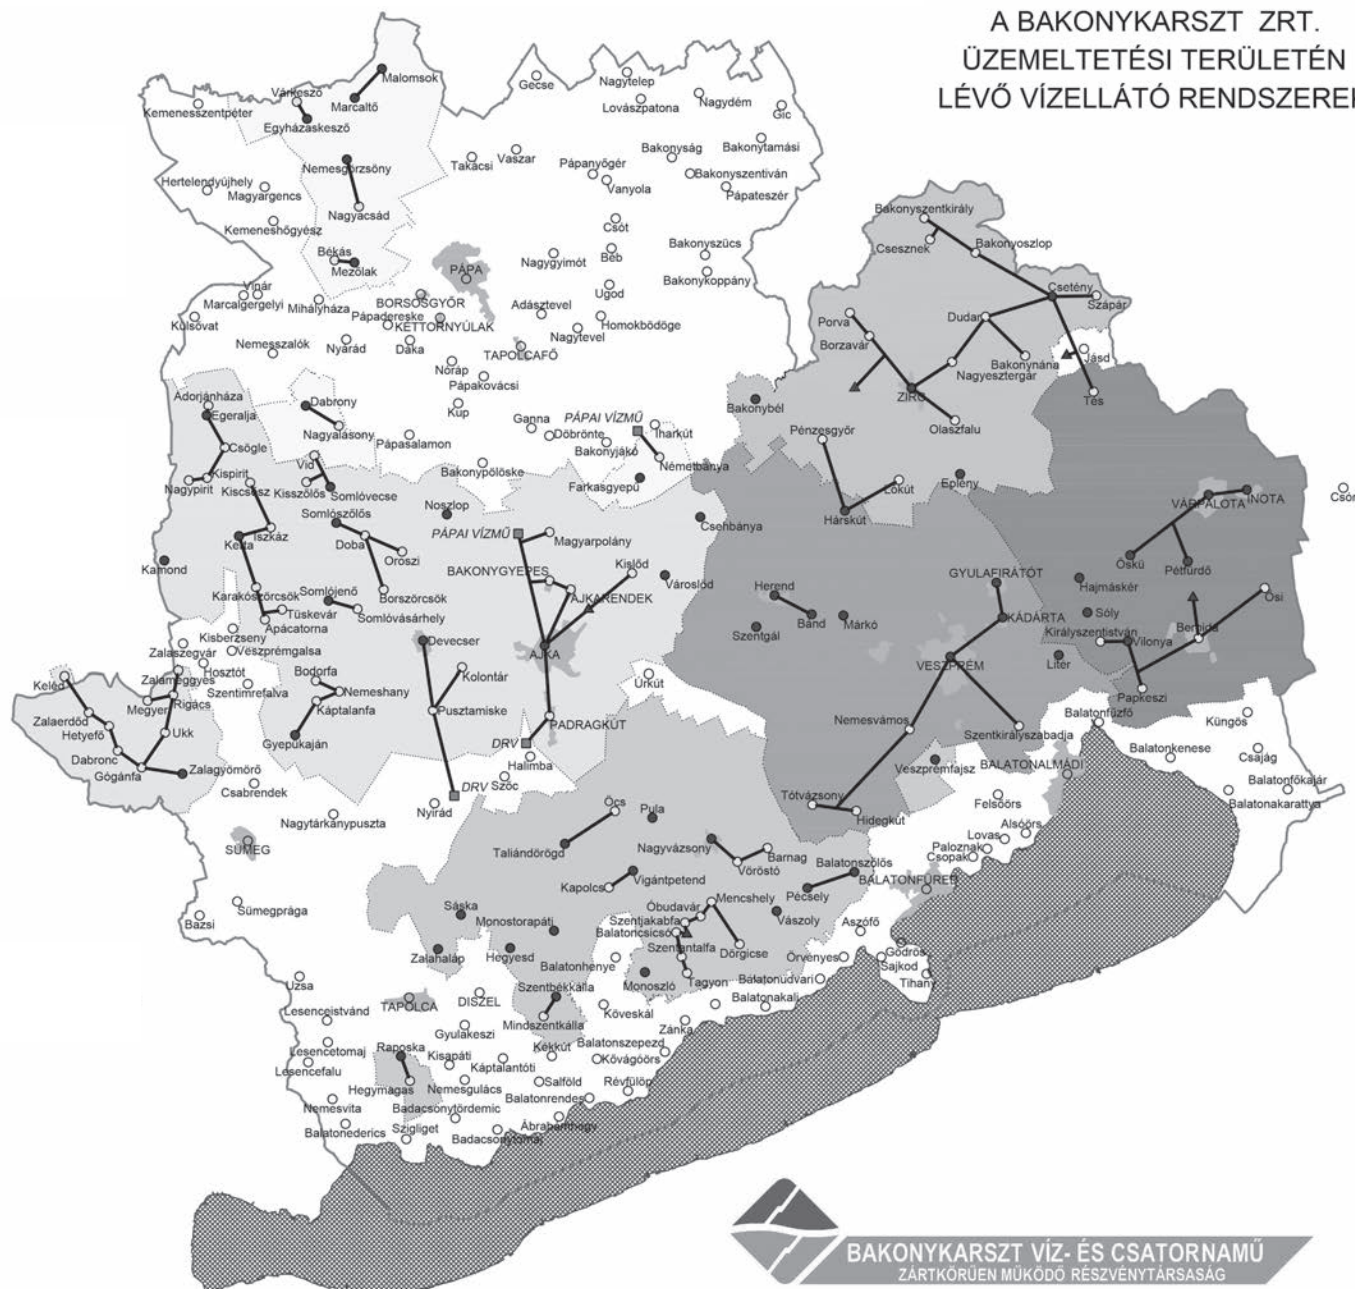 A BAKONYKARSZT ZRT.
ÜZEMELTETÉSI TERÜLETÉN
LÉVŐ VÍZELLÁTÓ RENDSZEREK
Malomsok
Várkesző
Marcaltő
Kemenesszentpéter
Egyházaskesző
Gecse
Nagytelep
Lovászpatona
Nagydém
Gic
Nemesgörzsöny
Takácsi
Vaszar
Bakonyság
Bakonytamási
Pápanyőgér
Bakonyszentiván
Hertelendyújhely
Magyargencs
Vanyola
Pápateszér
Nagyacsád
Bakonyszentkirály
Kemeneshőgyész
Csót
Csesznek
Bakonyoszlop
Békás
Mezőlak
Nagygyimót
Béb
Bakonyszücs
PÁPA
Bakonykoppány
Vinár
Marcalgergelyi
Mihályháza
BORSOSGYŐR
Adásztevel
Ugod
Csetény
Szápár
Külsővat
Pápadereske
KÉTTORNYÚLAK
Homokbödöge
Porva
Dudar
Nemesszalók
Nyárád
Dáka
Nagytevel
Borzavár
TAPOLCAFŐ
Bakonynána
Jásd
Nóráp
Nagyesztergár
Pápakovácsi
Adorjánháza
Egeralja
Dabrony
Kup
Bakonybél
ZIRC
Tés
Nagyalásony
Ganna
PÁPAI VÍZMŰ
Iharkút
Olaszfalu
Csögle
Pápasalamon
Döbrönte
Bakonyjákó
Németbánya
Pénzesgyőr
Vid
Bakonypölöske
Farkasgyepű
Kispirit
Nagypirit
Kiscsősz
Kisszőlős
Somlóvecse
Lókút
Eplény
Csór
VÁRPALOTA
INOTA
Somlószőlős
Noszlop
Hárskút
Iszkáz
Csehbánya
Kerta
Doba
PÁPAI VÍZMŰ
Magyarpolány
Oroszi
Öskü
Pétfürdő
Kamond
BAKONYGYEPES
Kislőd
Városlőd
Herend
GYULAFIRÁTÓT
Hajmáskér
Karakószörcsök
Somlójenő
Borszörcsök
AJKARENDEK
Ősi
Tüskevár
Somlóvásárhely
Bánd
Márkó
KÁDÁRTA
Sóly
Apácatorna
Szentgál
Királyszentistván
Berhida
Kisberzseny
Devecser
Vilonya
Zalaszegvár
Veszprémgalsa
AJKA
VESZPRÉM
Litér
Hosztót
Bodorfa
Kolontár
Keléd
Zalameggyes
Szentimrefalva
Úrkút
Papkeszi
Megyer
Rigács
Nemeshany
Káptalanfa
Pusztamiske
PADRAGKÚT
Nemesvámos
Balatonfűzfő
Küngös
Zalaerdőd
Hetyefő
Ukk
Gyepükaján
DRV
Szentkirályszabadja
Dabronc
Halimba
Balatonkenese
Csajág
Gógánfa
Zalagyömörő
Veszprémfajsz
BALATONALMÁDI
Csabrendek
DRV
Szőc
Balatonfőkajár
Nyirád
Tótvázsony
Felsőörs
Balatonakarattya
Nagytárkánypuszta
Öcs
Pula
Hidegkút
Alsóörs
SÜMEG
Taliándörögd
Nagyvázsony
Barnag
Lovas
Paloznak
Csopak
Vöröstó
Balatonszőlős
Kapolcs
Vigántpetend
BALATONFÜRED
Mencshely
Pécsely
Sümegprága
Sáska
Óbudavár
Bazsi
Monostorapáti
Szentjakabfa
Vászoly
Aszófő
Balatoncsicsó
Szentantalfa
Gödrös
Zalahaláp
Hegyesd
Dörgicse
Örvényes
Sajkod
Balatonhenye
Tihany
Uzsa
Szentbékkálla
Monoszló
Tagyon
Balatonudvari
TAPOLCA
DISZEL
Balatonakali
Lesenceistvánd
Mindszentkálla
Köveskál
Gyulakeszi
Zánka
Lesencetomaj
Raposka
Kisapáti
Kékkút
Balatonszepezd
Lesencefalu
Káptalantóti
Kővágóörs
Hegymagas
Nemesgulács
Salföld
Révfülöp
Nemesvita
Badacsonytördemic
Balatonrendes
Balatonederics
Szigliget
Ábrahámhegy
Badacsonytomaj
BAKONYKARSZT VÍZ- ÉS CSATORNAMŰ
ZÁRTKÖRŰEN MŰKÖDŐ RÉSZVÉNYTÁRSASÁG